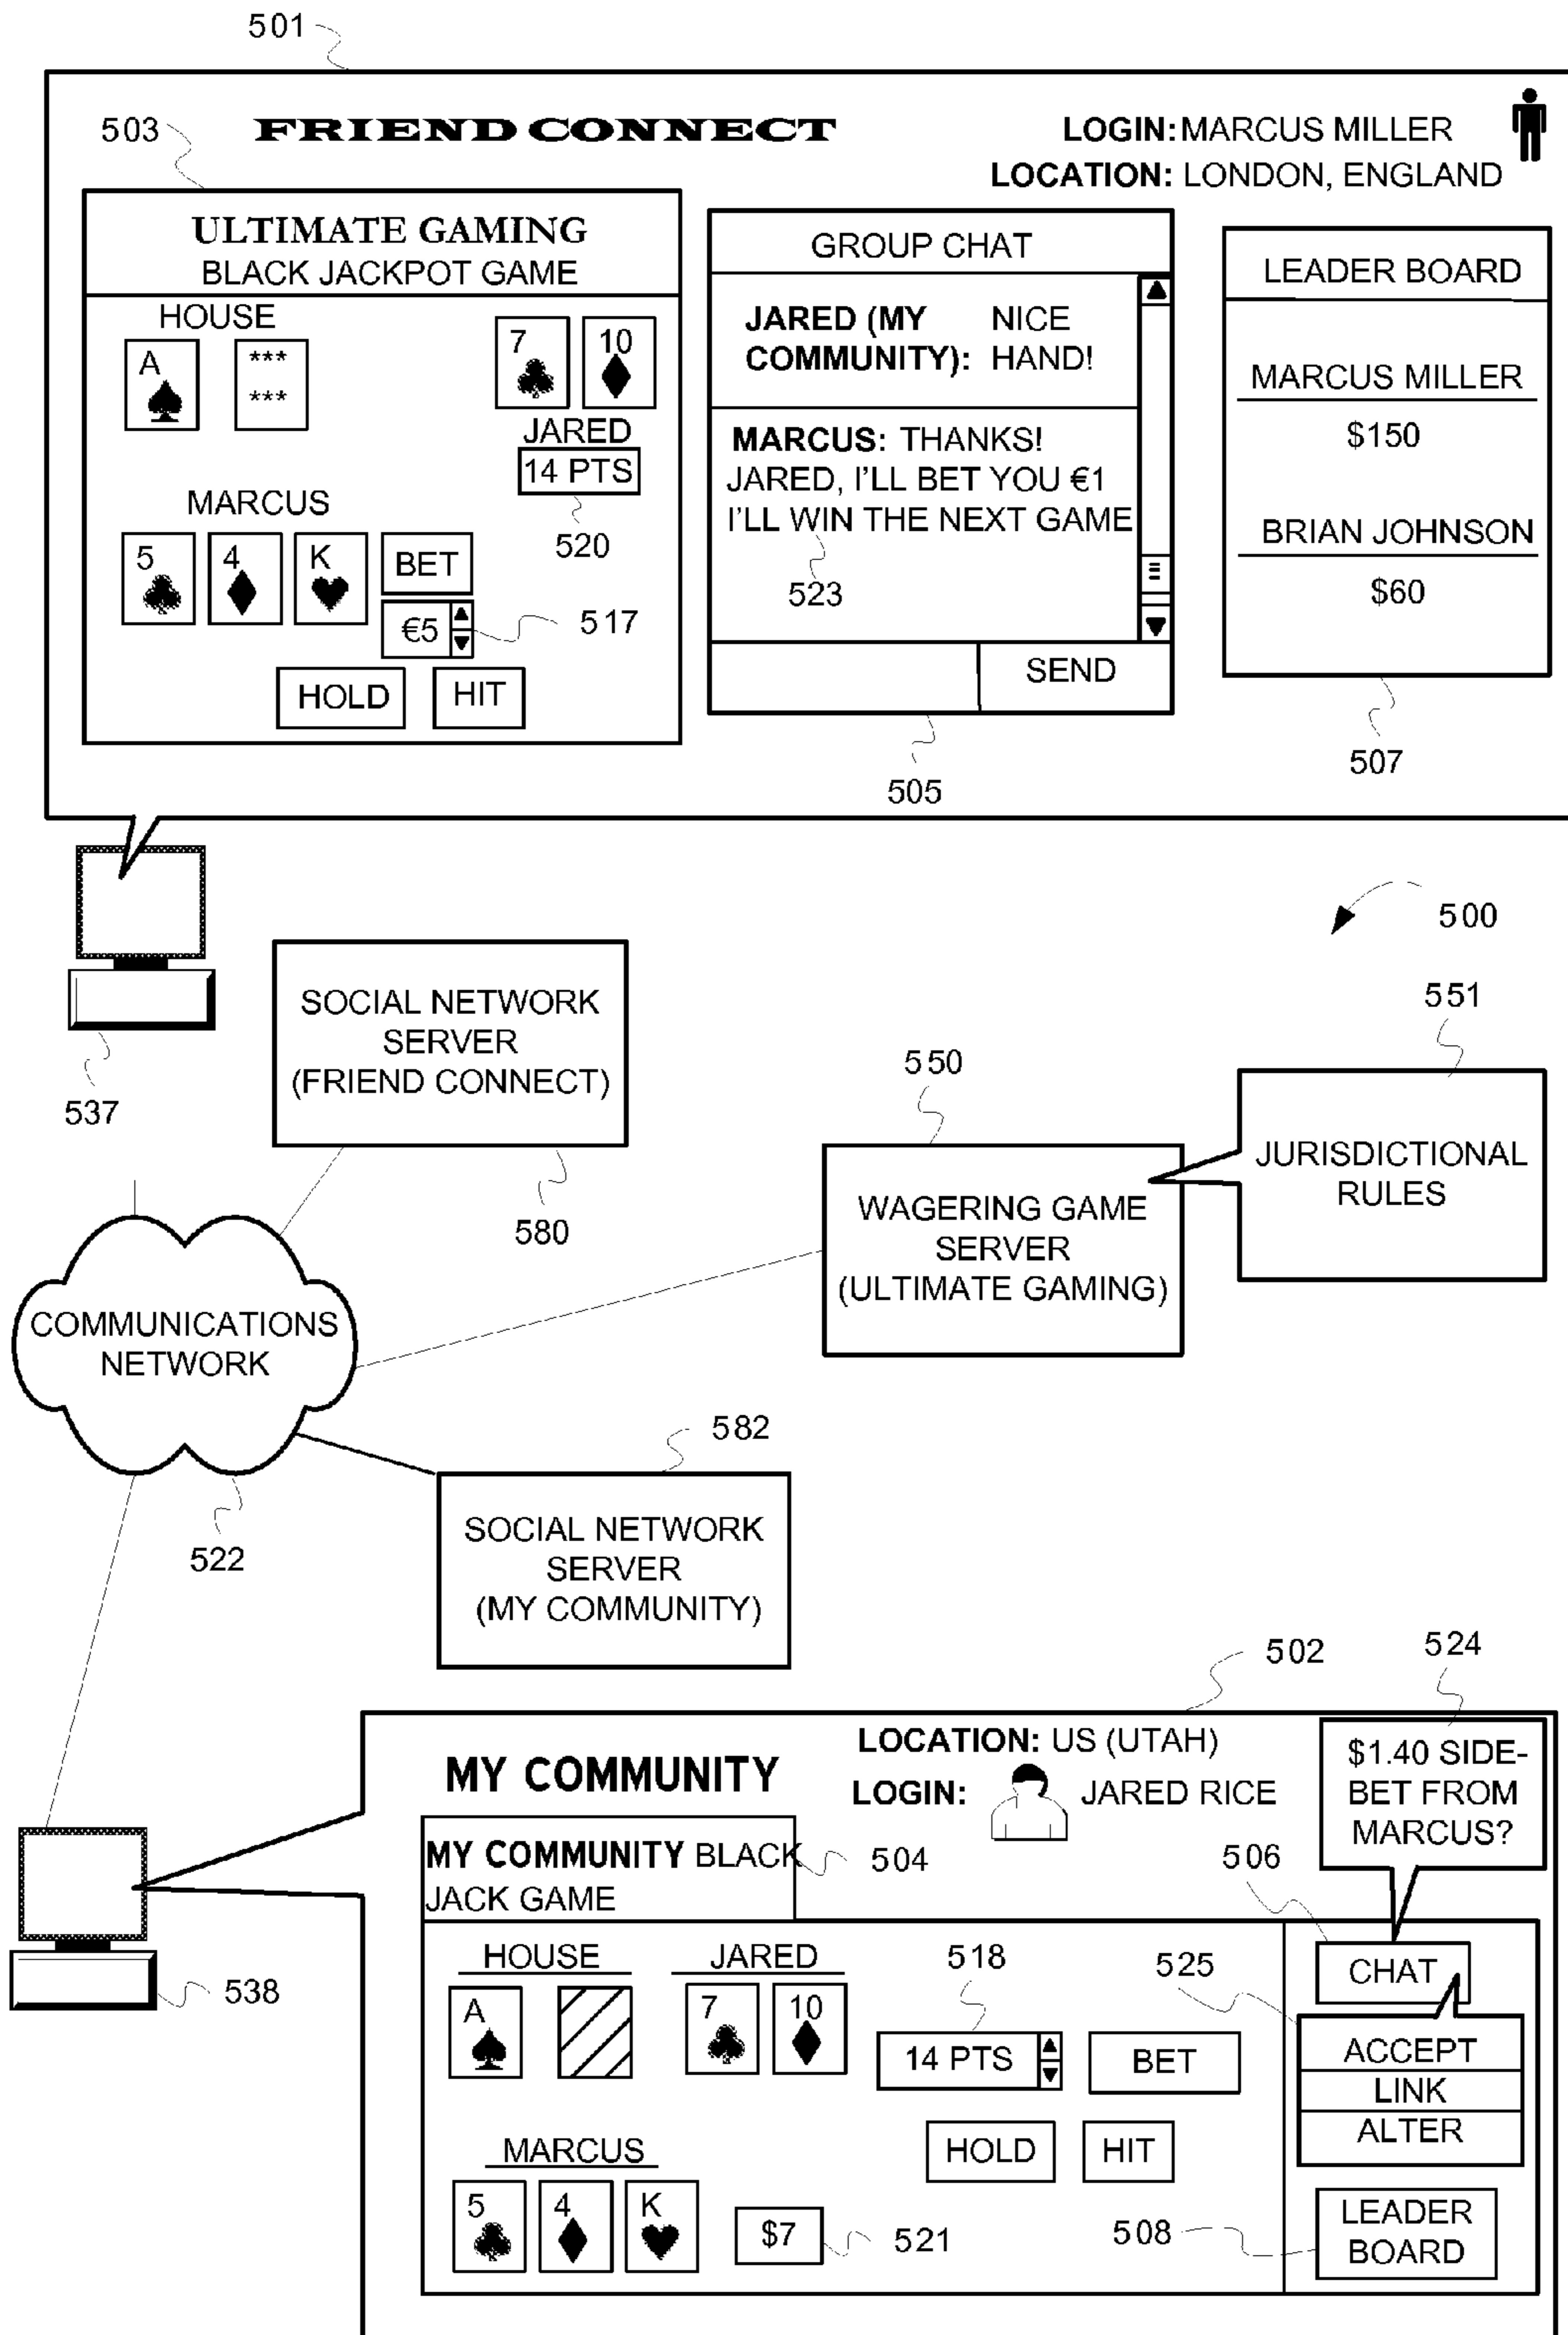 501
503
FRIEND CONNECT
LOGIN: MARCUS MILLER
LOCATION: LONDON, ENGLAND
ULTIMATE GAMING
BLACK JACKPOT GAME
HOUSE
A
***
***
7
10
JARED
14 PTS
520
MARCUS
5
4
K
BET
€5
517
HOLD
HIT
GROUP CHAT
JARED (MY NICE
COMMUNITY): HAND!
MARCUS: THANKS!
JARED, I'LL BET YOU €1
I'LL WIN THE NEXT GAME
523
SEND
505
LEADER BOARD
MARCUS MILLER
$150
BRIAN JOHNSON
$60
507
537
500
SOCIAL NETWORK
SERVER
(FRIEND CONNECT)
580
550
WAGERING GAME
SERVER
(ULTIMATE GAMING)
551
JURISDICTIONAL
RULES
COMMUNICATIONS
NETWORK
522
582
SOCIAL NETWORK
SERVER
(MY COMMUNITY)
502
524
538
MY COMMUNITY
LOCATION: US (UTAH)
LOGIN: JARED RICE
$1.40 SIDE-
BET FROM
MARCUS?
MY COMMUNITY BLACK
JACK GAME
504
506
HOUSE
A
JARED
7
10
518
14 PTS
525
BET
HOLD
HIT
MARCUS
5
4
K
$7
521
CHAT
ACCEPT
LINK
ALTER
508
LEADER
BOARD